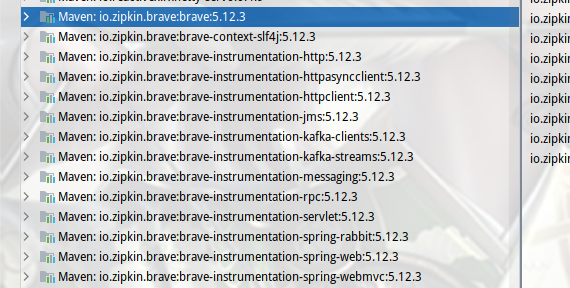 Maven: io.zipkin.brave:brave:5.12.3
Maven: io.zipkin.brave:brave-context-slf4j:5.12.3
Maven: io.zipkin.brave:brave-instrumentation-http:5.12.3
Maven: io.zipkin.brave:brave-instrumentation-httpasyncclient:5.12.3
Maven: io.zipkin.brave:brave-instrumentation-httpclient:5.12.3
Maven: io.zipkin.brave:brave-instrumentation-jms:5.12.3
Maven: io.zipkin.brave:brave-instrumentation-kafka-clients:5.12.3
Maven: io.zipkin.brave:brave-instrumentation-kafka-streams:5.12.3
Maven: io.zipkin.brave:brave-instrumentation-messaging:5.12.3
Maven: io.zipkin.brave:brave-instrumentation-rpc:5.12.3
Maven: io.zipkin.brave:brave-instrumentation-servlet:5.12.3
Maven: io.zipkin.brave:brave-instrumentation-spring-rabbit:5.12.3
Maven: io.zipkin.brave:brave-instrumentation-spring-web:5.12.3
Maven: io.zipkin.brave:brave-instrumentation-spring-webmvc:5.12.3
io.zipkin
io.zipkin
io.zipkin
io.zipkin
io.zipkin
io.zipkin
io.zipkin
io.zipkin